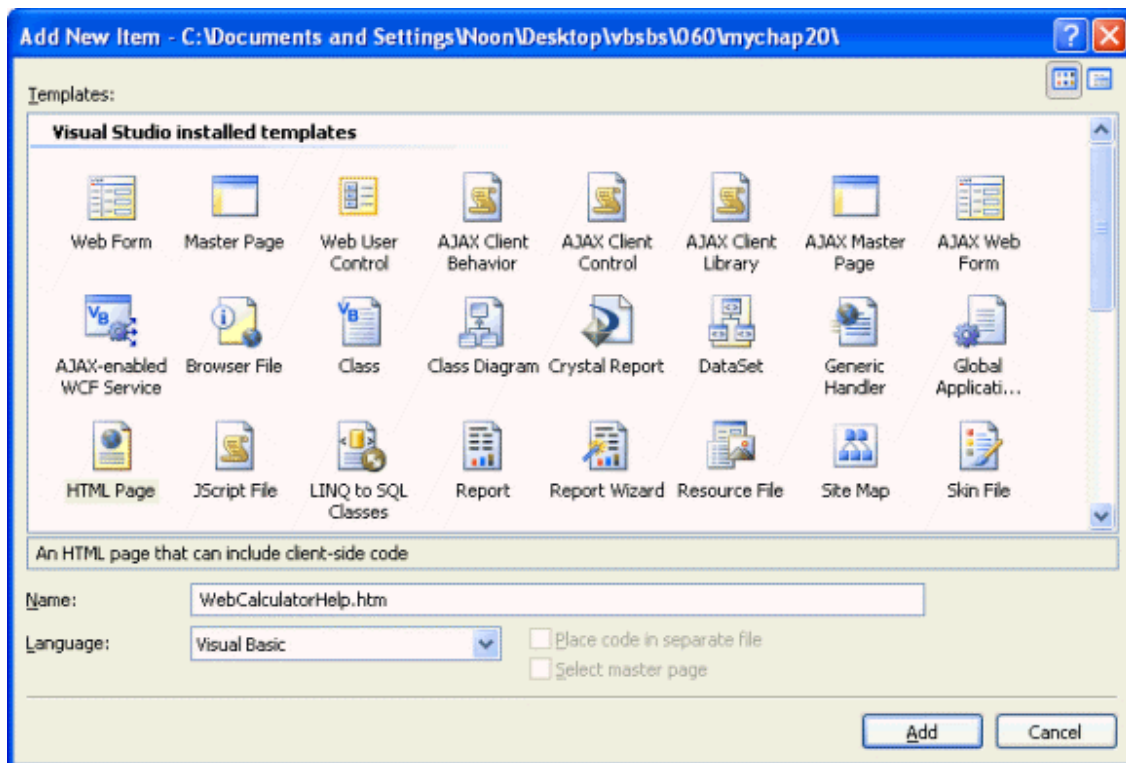 Add New Item - C:\Documents and Settings\Noon\Desktop\vbsbs\060\mychap20\
Templates:
Visual Studio installed templates
Web Form
Master Page
Web User
Control
AJAX Client
Behavior
AJAX Client
Control
AJAX Client
Library
AJAX Master
Page
AJAX Web
Form
AJAX-enabled
WCF Service
Browser File
Class
Class Diagram
Crystal Report
DataSet
Generic
Handler
Global
Applicati...
HTML Page
JScript File
LINQ to SQL
Classes
Report
Report Wizard
Resource File
Site Map
Skin File
An HTML page that can include client-side code
Name:
WebCalculatorHelp.htm
Language:
Visual Basic
Place code in separate file
Select master page
Add
Cancel